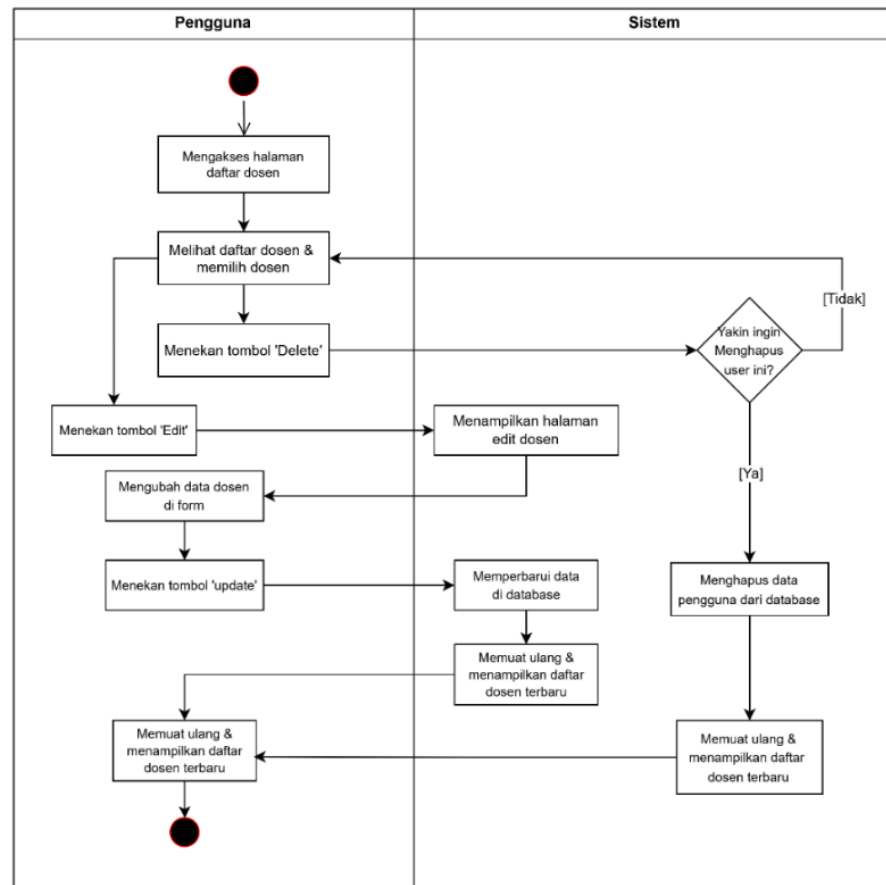 Pengguna
Sistem
Mengakses halaman
daftar dosen
Melihat daftar dosen &
memilih dosen
[Tidak]
Menekan tombol 'Delete'
Yakin ingin
Menghapus
user ini?
Menekan tombol 'Edit'
Menampilkan halaman
edit dosen
[Ya]
Mengubah data dosen
di form
Menekan tombol 'update'
Memperbarui data
di database
Menghapus data
pengguna dari database
Memuat ulang &
menampilkan daftar
dosen terbaru
Memuat ulang &
menampilkan daftar
dosen terbaru
Memuat ulang &
menampilkan daftar
dosen terbaru